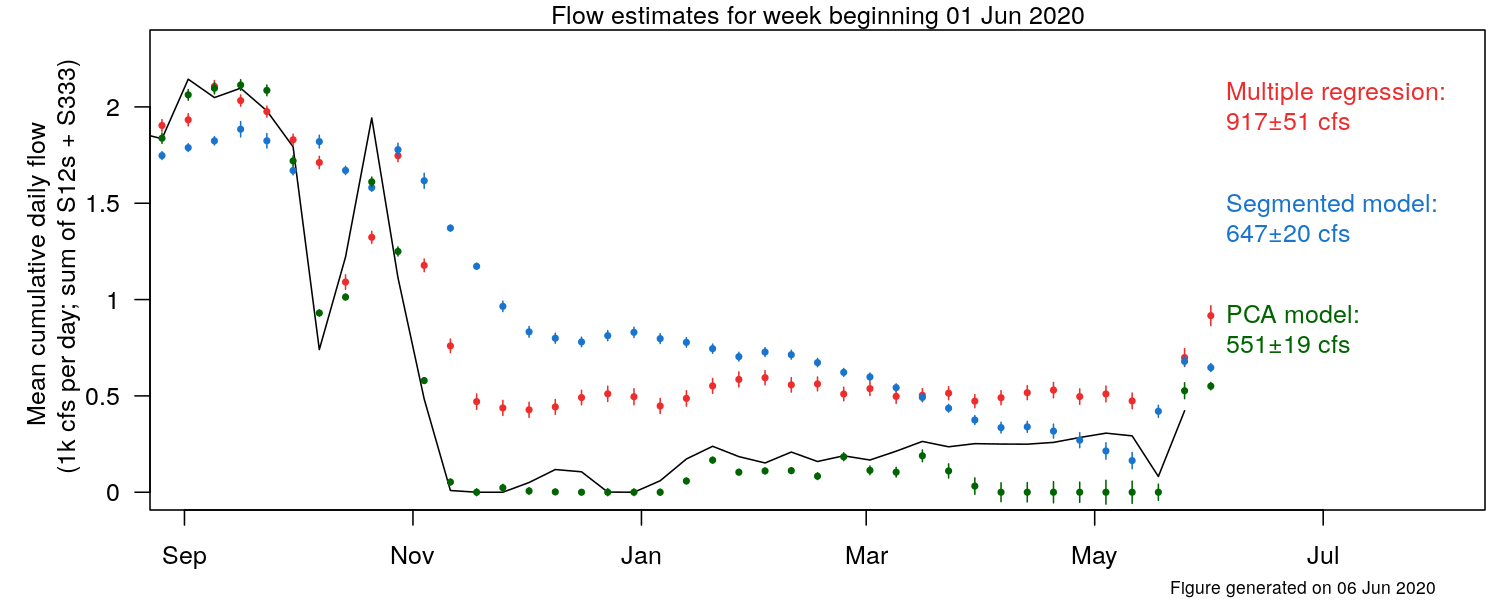 Flow estimates for week beginning 01 Jun 2020
Mean cumulative daily flow
(1k cfs per day; sum of S12s + S333)
2
1.5
1
0.5
0
Multiple regression:
917±51 cfs
Segmented model:
647±20 cfs
PCA model:
551±19 cfs
Sep Nov Jan Mar May Jul
Figure generated on 06 Jun 2020